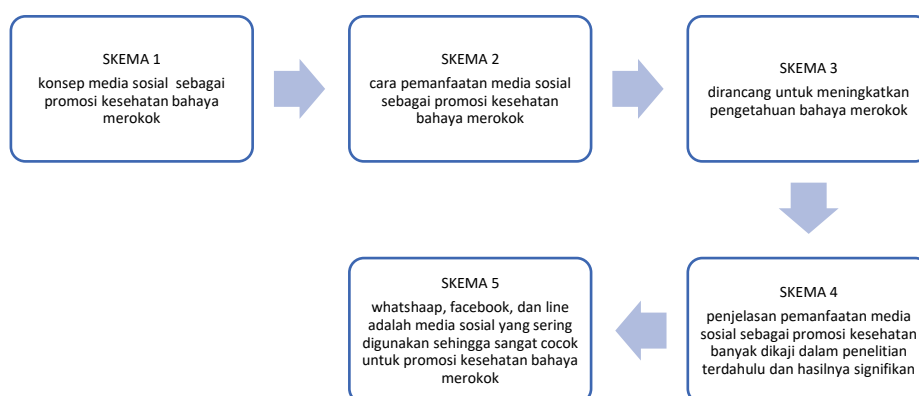 SKEMA 1
konsep media sosial sebagai
promosi kesehatan bahaya
merokok
SKEMA 2
cara pemanfaatan media sosial
sebagai promosi kesehatan
bahaya merokok
SKEMA 3
dirancang untuk meningkatkan
pengetahuan bahaya merokok
SKEMA 4
penjelasan pemanfaatan media
sosial sebagai promosi kesehatan
banyak dikaji dalam penelitian
terdahulu dan hasilnya signifikan
SKEMA 5
whatshaap, facebook, dan line
adalah media sosial yang sering
digunakan sehingga sangat cocok
untuk promosi kesehatan bahaya
merokok